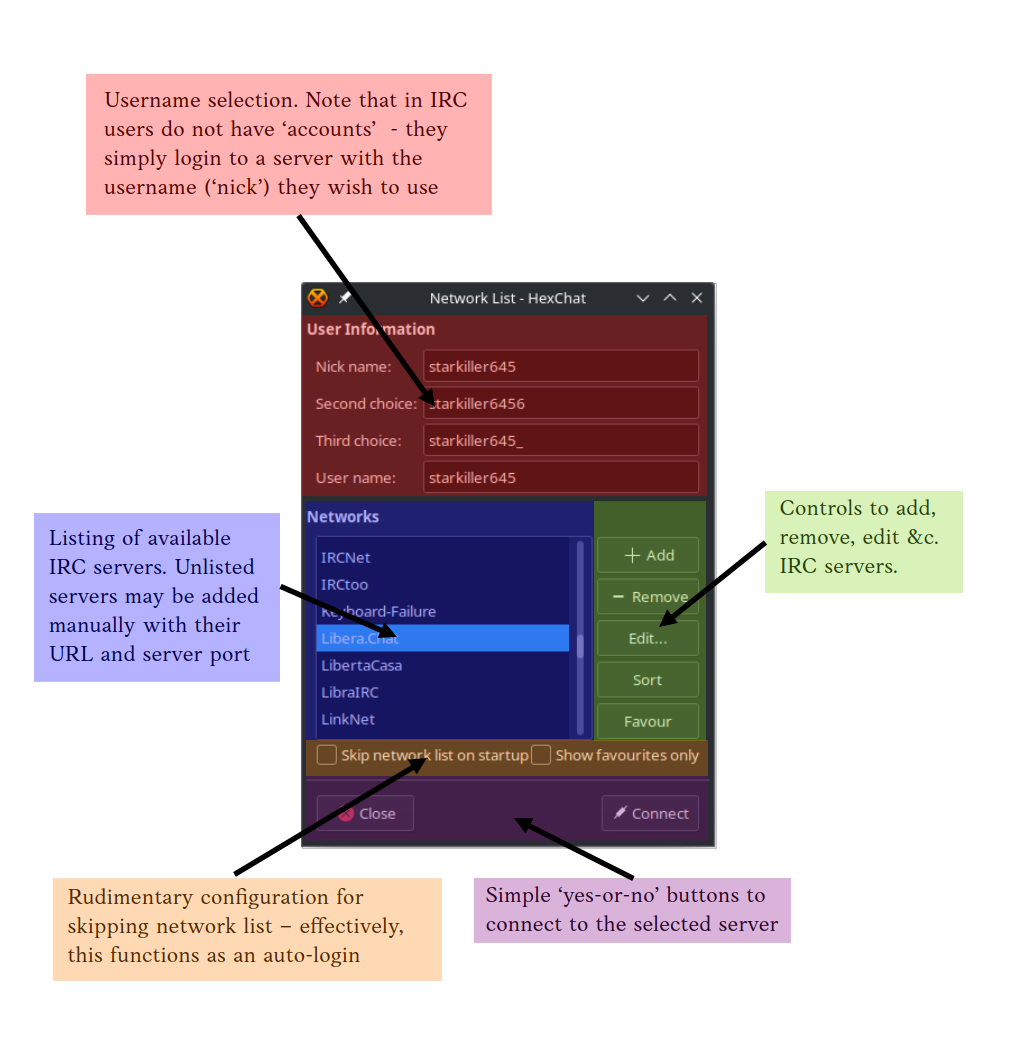 Username selection. Note that in IRC
users do not have ‘accounts’  - they
simply login to a server with the
username (‘nick’) they wish to use
Network List - HexChat
User Information
Nick name: starkiller645
Second choice: starkiller6456
Third choice: starkiller645_
User name: starkiller645
Listing of available
IRC servers. Unlisted
servers may be added
manually with their
URL and server port
Networks
IRCNet
IRCtoo
Keyboard-Failure
Libera.Chat
LibertaCasa
LibraIRC
LinkNet
Add
Remove
Edit...
Sort
Favour
Controls to add,
remove, edit &c.
IRC servers.
Skip network list on startup Show favourites only
Close Connect
Rudimentary configuration for
skipping network list – effectively,
this functions as an auto-login
Simple ‘yes-or-no’ buttons to
connect to the selected server